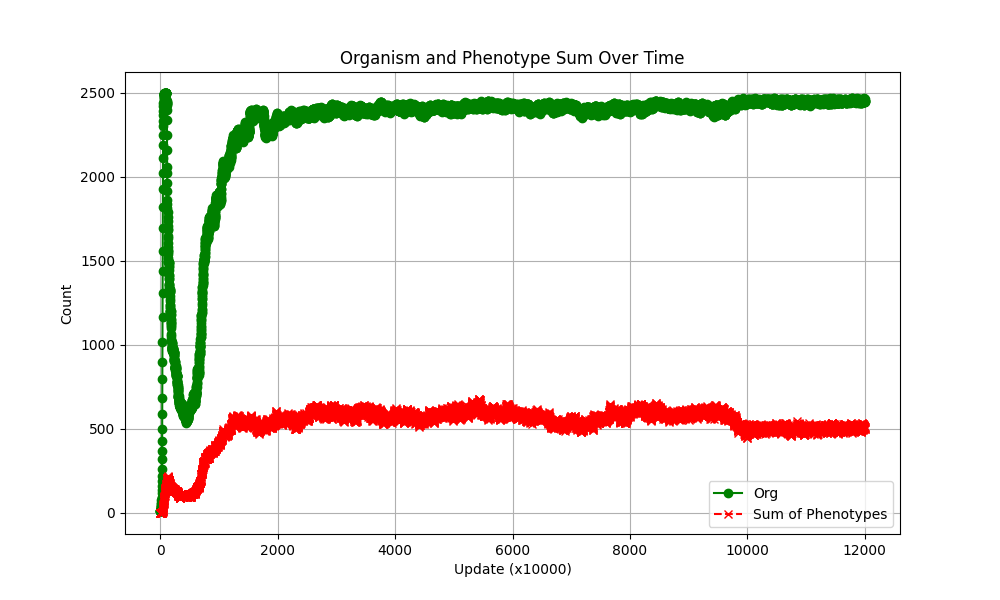 Organism and Phenotype Sum Over Time
2500
2000
1500
1000
500
0
Count
0 2000 4000 6000 8000 10000 12000
Update (x10000)
Org
Sum of Phenotypes